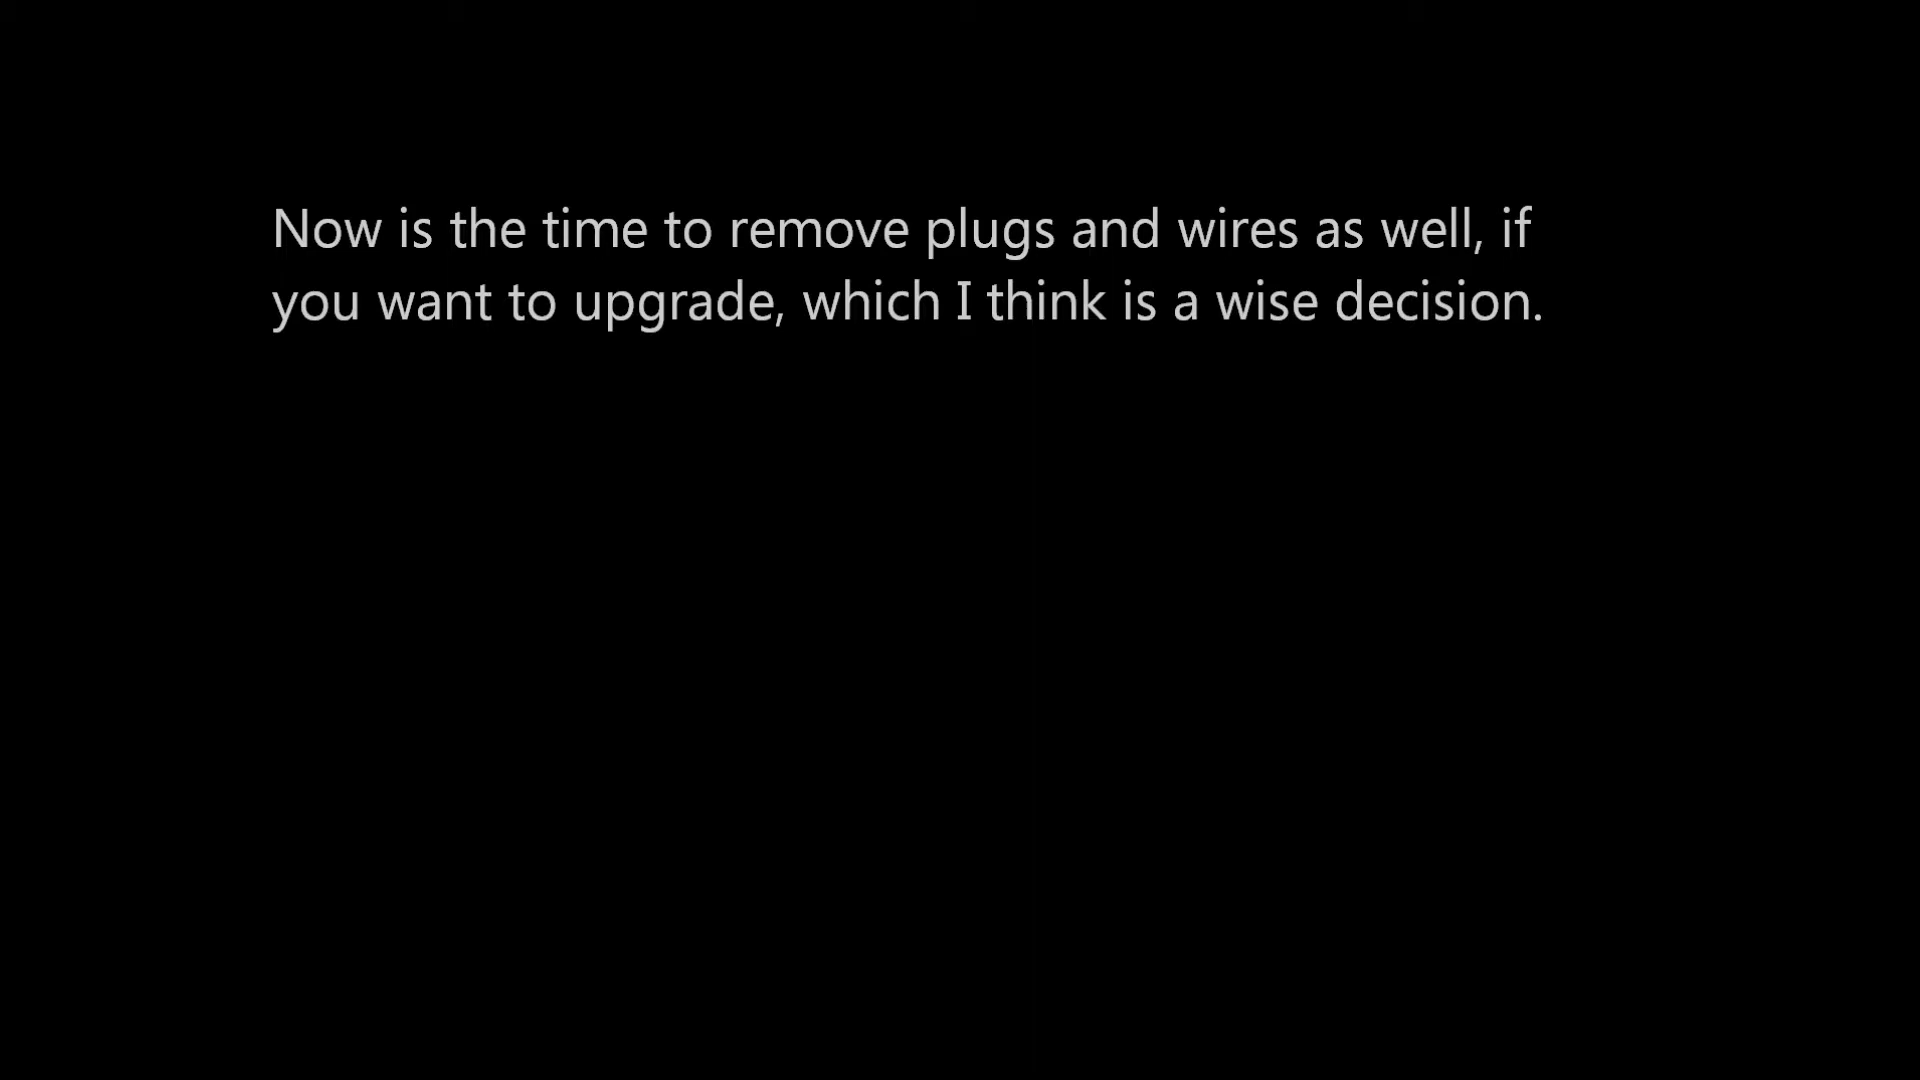 Now is the time to remove plugs and wires as well, if
you want to upgrade, which I think is a wise decision.